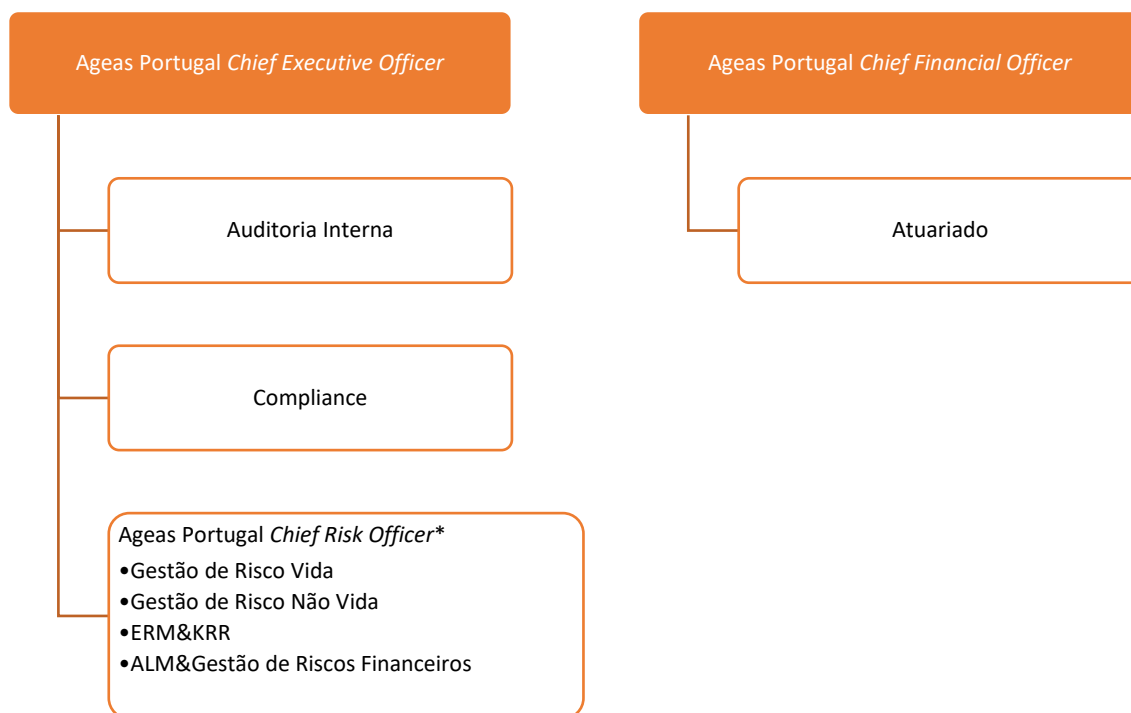 Ageas Portugal Chief Executive Officer
Auditoria Interna
Compliance
Ageas Portugal Chief Risk Officer*
•Gestão de Risco Vida
•Gestão de Risco Não Vida
•ERM&KRR
•ALM&Gestão de Riscos Financeiros
Ageas Portugal Chief Financial Officer
Atuariado